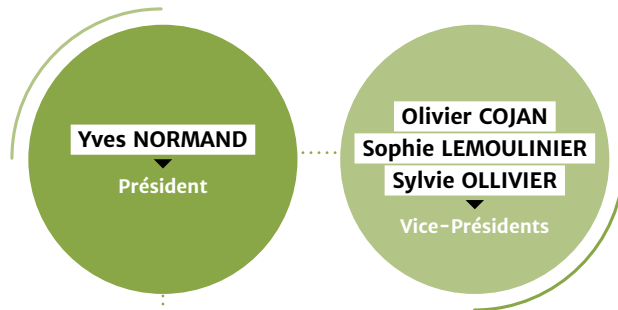 Yves NORMAND
Président
Olivier COJAN
Sophie LEMOULINIER
Sylvie OLLIVIER
Vice-Présidents